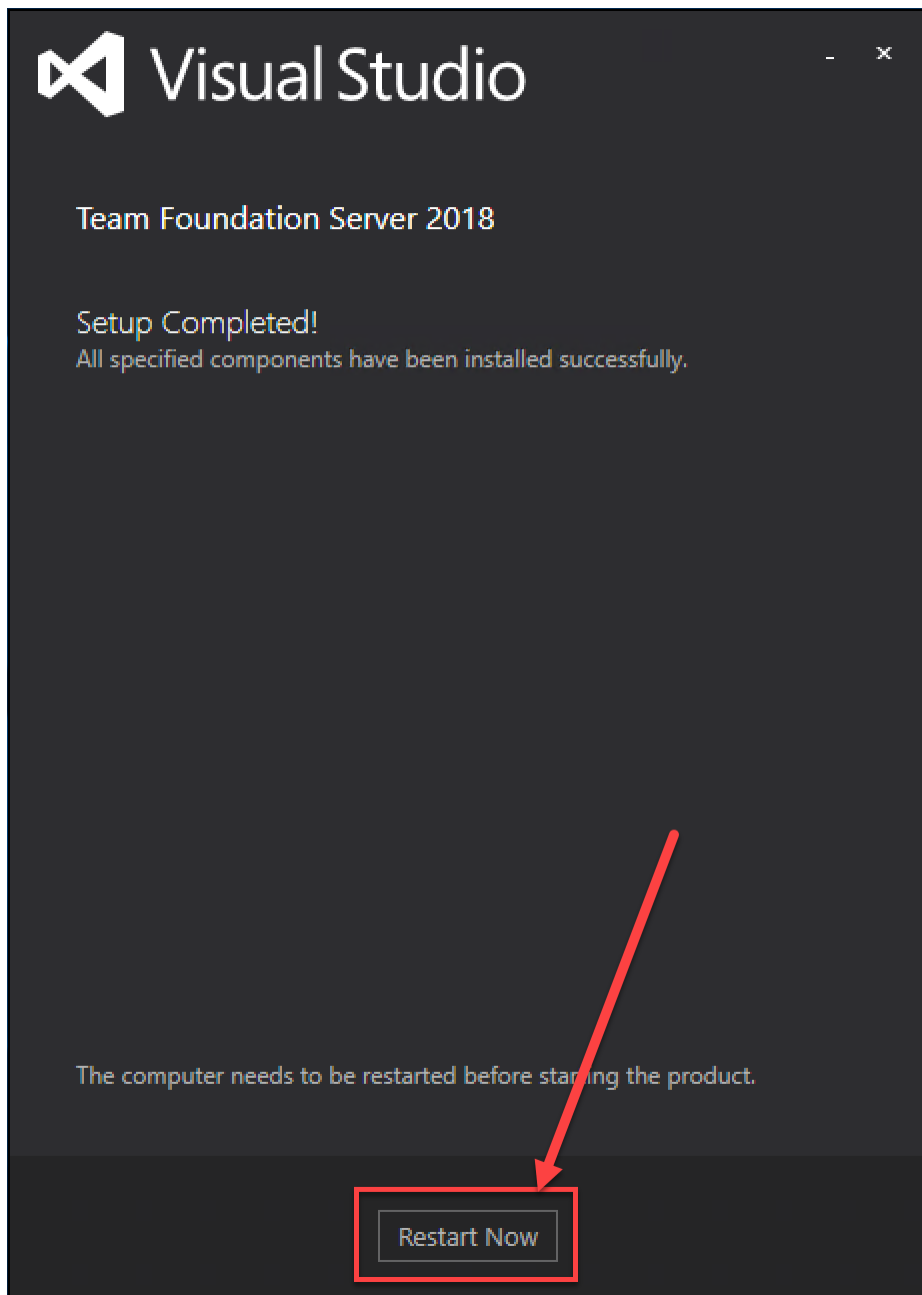 Visual Studio
Team Foundation Server 2018
Setup Completed!
All specified components have been installed successfully.
The computer needs to be restarted before starting the product.
Restart Now